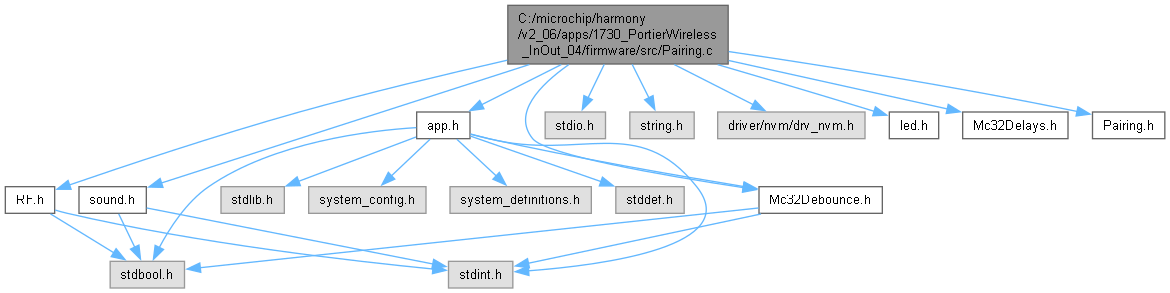 C:/microchip/harmony
/v2_06/apps/1730_PortierWireless
_InOut_04/firmware/src/Pairing.c
app.h
stdio.h
string.h
driver/nvm/drv_nvm.h
led.h
Mc32Delays.h
Pairing.h
RF.h
sound.h
stdlib.h
system_config.h
system_definitions.h
stddef.h
Mc32Debounce.h
stdbool.h
stdint.h